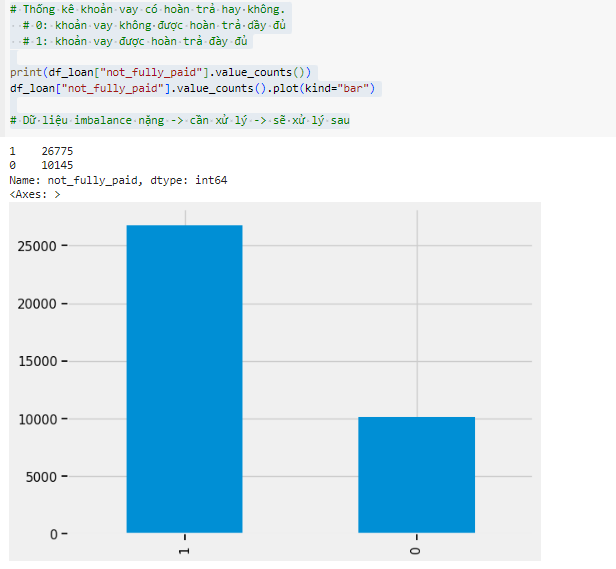 # Thống kê khoản vay có hoàn trả hay không.
# 0: khoản vay không được hoàn trả đầy đủ
# 1: khoản vay được hoàn trả đầy đủ
print(df_loan["not_fully_paid"].value_counts())
df_loan["not_fully_paid"].value_counts().plot(kind="bar")
# Dữ liệu imbalance nặng -> cần xử lý -> sẽ xử lý sau
1 26775
0 10145
Name: not_fully_paid, dtype: int64
<Axes: >
25000
20000
15000
10000
5000
0
1 0